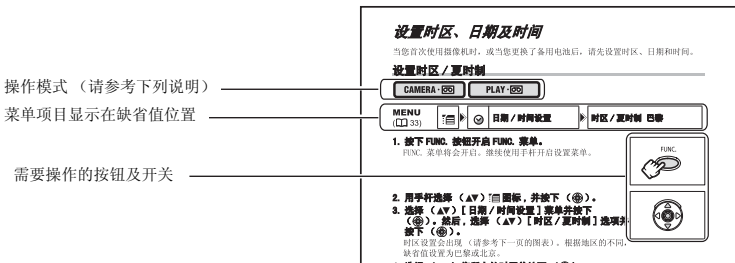 设置时区、日期及时间
当您首次使用摄像机时，或当您更换了备用电池后，请先设置时区、日期和时间。
设置时区 / 夏时制
操作模式 （请参考下列说明）
CAMERA · PLAY ·
菜单项目显示在缺省值位置
MENU
( 33)
日期 / 时间设置
时区 / 夏时制 巴黎
1. 按下 FUNC. 按钮开启 FUNC. 菜单。
FUNC. 菜单将会开启。继续使用手杆开启设置菜单。
FUNC.
需要操作的按钮及开关
2. 用手杆选择 （▲▼） 图标 , 并按下 （ ）。
3. 选择 （▲▼） [ 日期 / 时间设置 ] 菜单并按下
（ ）。然后 , 选择 （▲▼） [ 时区 / 夏时制 ] 选项并
按下 （ ）。
时区设置会出现 （请参考下一页的图表）。根据地区的不同,
缺省值设置为巴黎或北京。